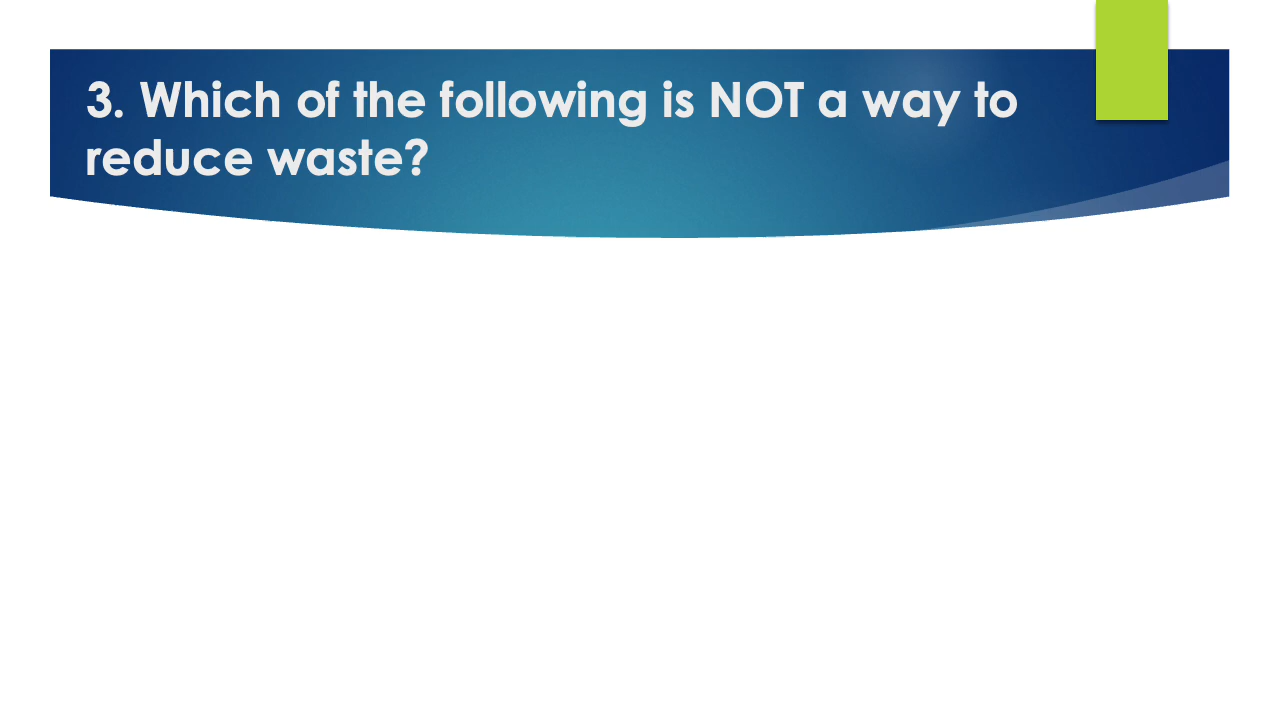 3. Which of the following is NOT a way to
reduce waste?